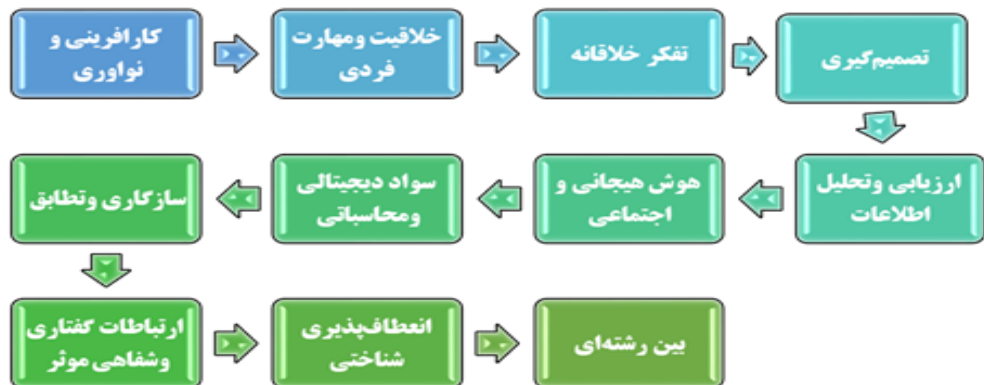 کارافرینی و
نواوری
خلاقیت ومهارت
فردی
تفکر خلاقانه
تصمیم‌گیری
ارزیابی وتحلیل
اطلاعات
هوش هیجانی و
اجتماعی
سواد دیجیتالی
ومحاسباتی
سازگاری وتطابق
ارتباطات گفتاری
وشفاهی موثر
انعطاف‌پذیری
شناختی
بین رشته‌ای